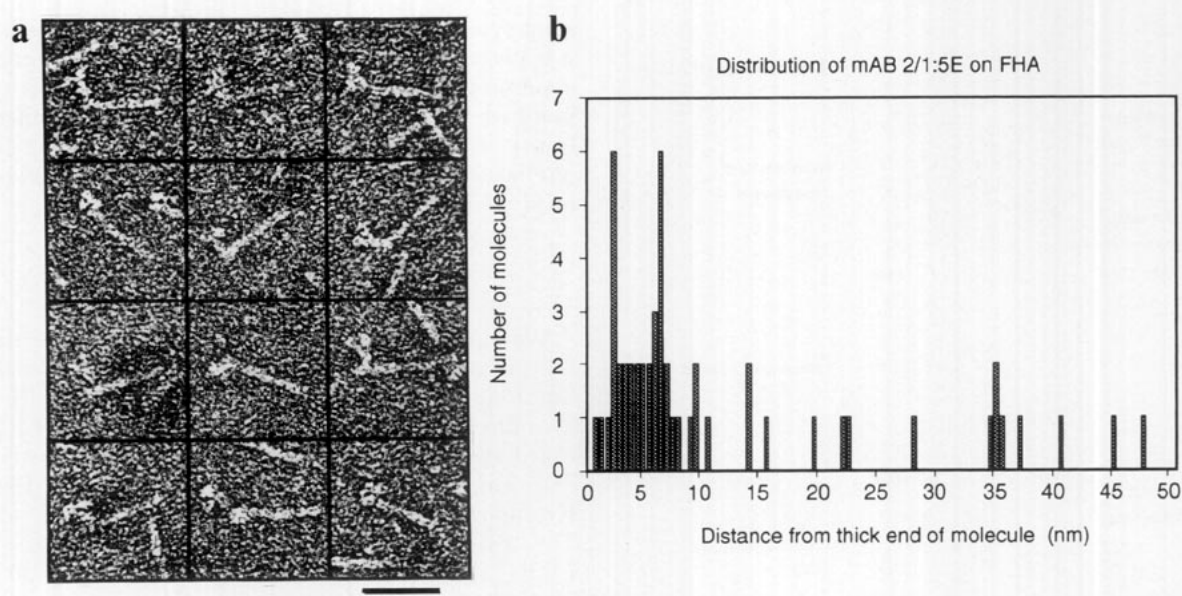 a
b
Distribution of mAB 2/1:5E on FHA
7
6
5
4
3
2
1
0
Number of molecules
0 5 10 15 20 25 30 35 40 45 50
Distance from thick end of molecule (nm)